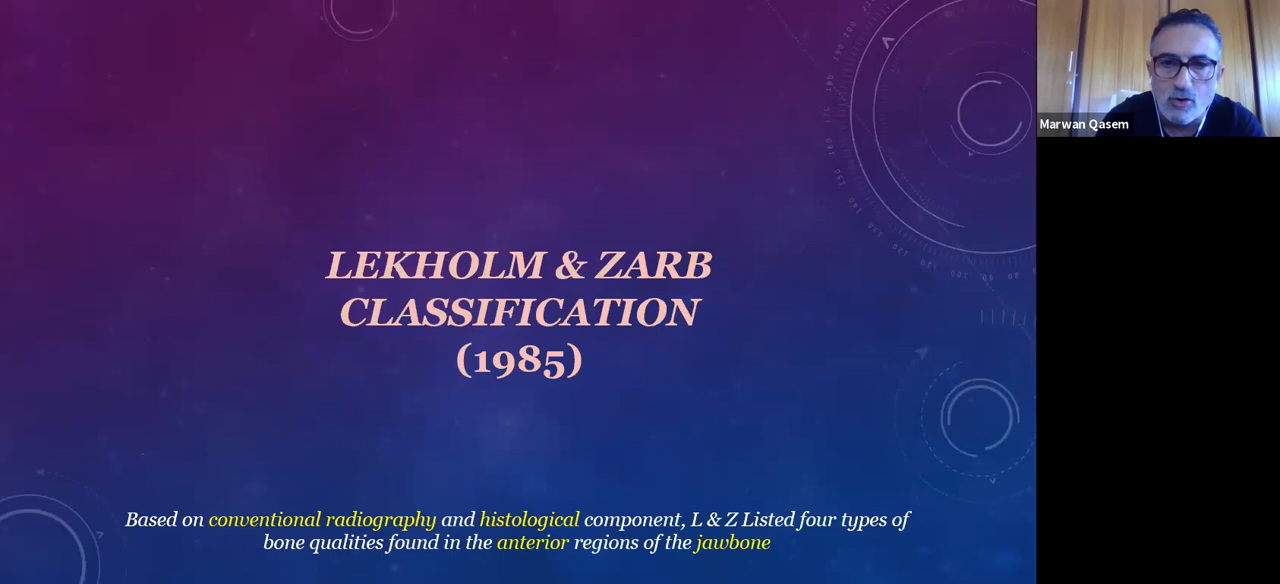 LEKHOLM & ZARB
CLASSIFICATION
(1985)
Based on conventional radiography and histological component, L & Z Listed four types of
bone qualities found in the anterior regions of the jawbone
Marwan Qasem